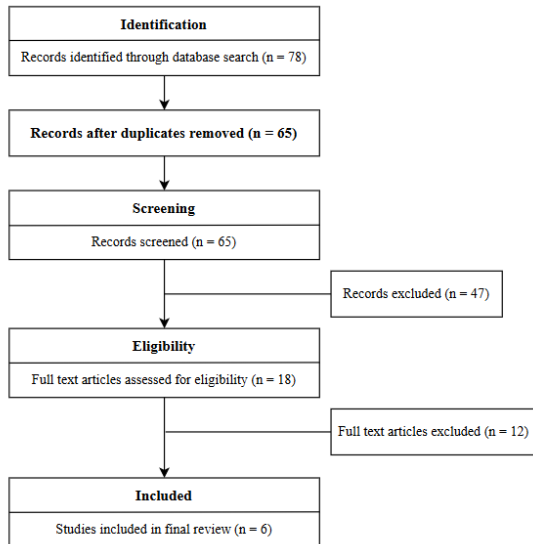 Identification
Records identified through database search (n = 78)
Records after duplicates removed (n = 65)
Screening
Records screened (n = 65)
Records excluded (n = 47)
Eligibility
Full text articles assessed for eligibility (n = 18)
Full text articles excluded (n = 12)
Included
Studies included in final review (n = 6)